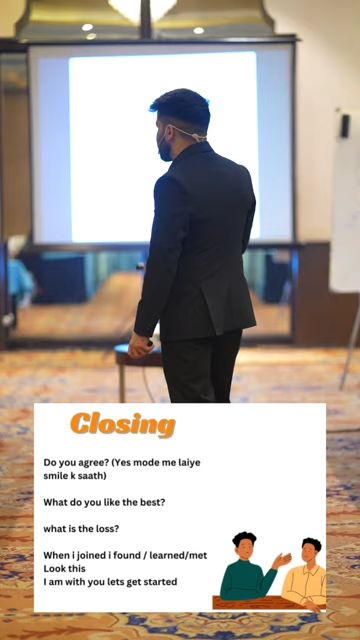 Closing
Do you agree? (Yes mode me laiye
smile k saath)
What do you like the best?
what is the loss?
When i joined i found / learned/met
Look this
I am with you lets get started